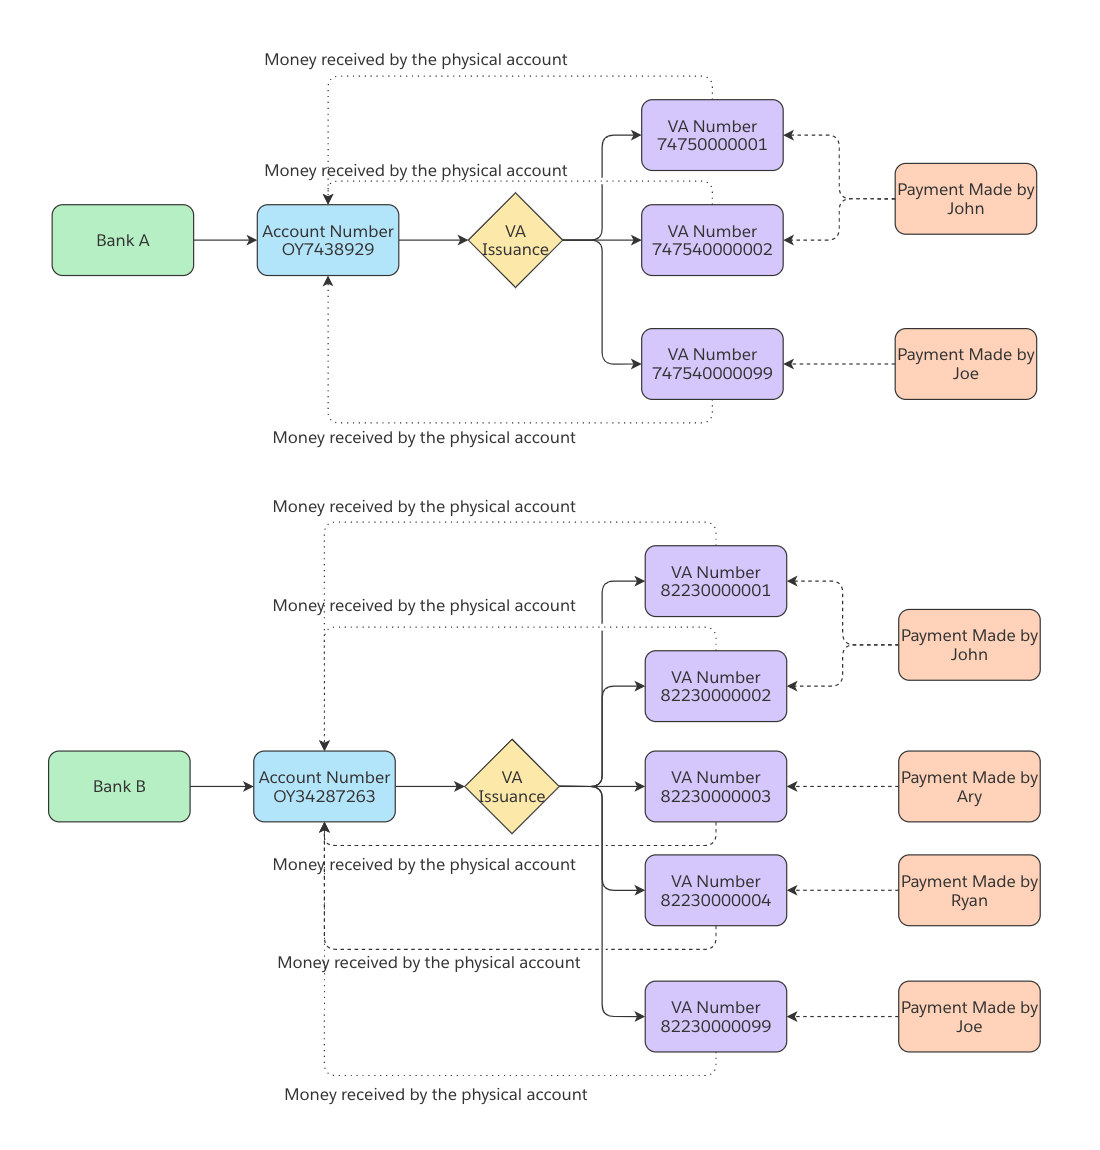 Money received by the physical account
VA Number
74750000001
Money received by the physical account
Payment Made by
John
Bank A
Account Number
OY7438929
VA
Issuance
VA Number
747540000002
VA Number
747540000099
Payment Made by
Joe
Money received by the physical account
Money received by the physical account
VA Number
82230000001
Money received by the physical account
Payment Made by
John
VA Number
82230000002
Bank B
Account Number
OY34287263
VA
Issuance
VA Number
82230000003
Payment Made by
Ary
Money received by the physical account
VA Number
82230000004
Payment Made by
Ryan
Money received by the physical account
VA Number
82230000099
Payment Made by
Joe
Money received by the physical account